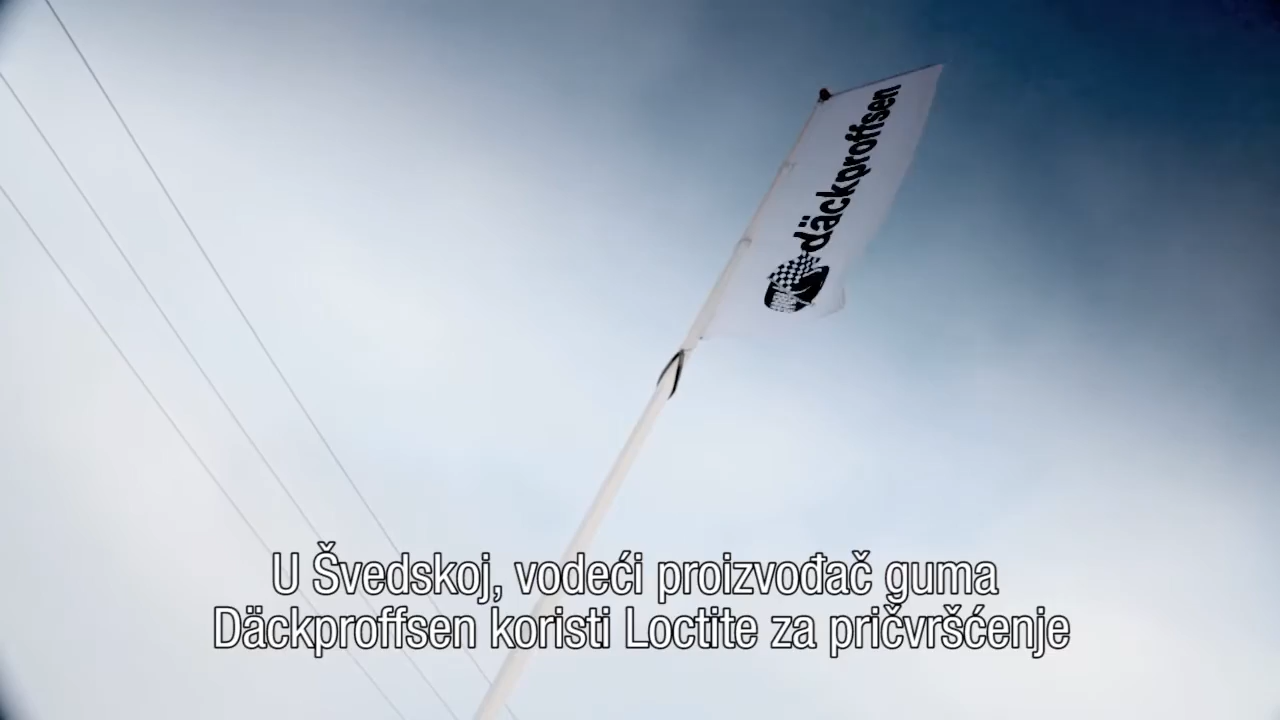 däckproffsen
U Švedskoj, vodeći proizvođač guma
Däckproffsen koristi Loctite za pričvršćenje